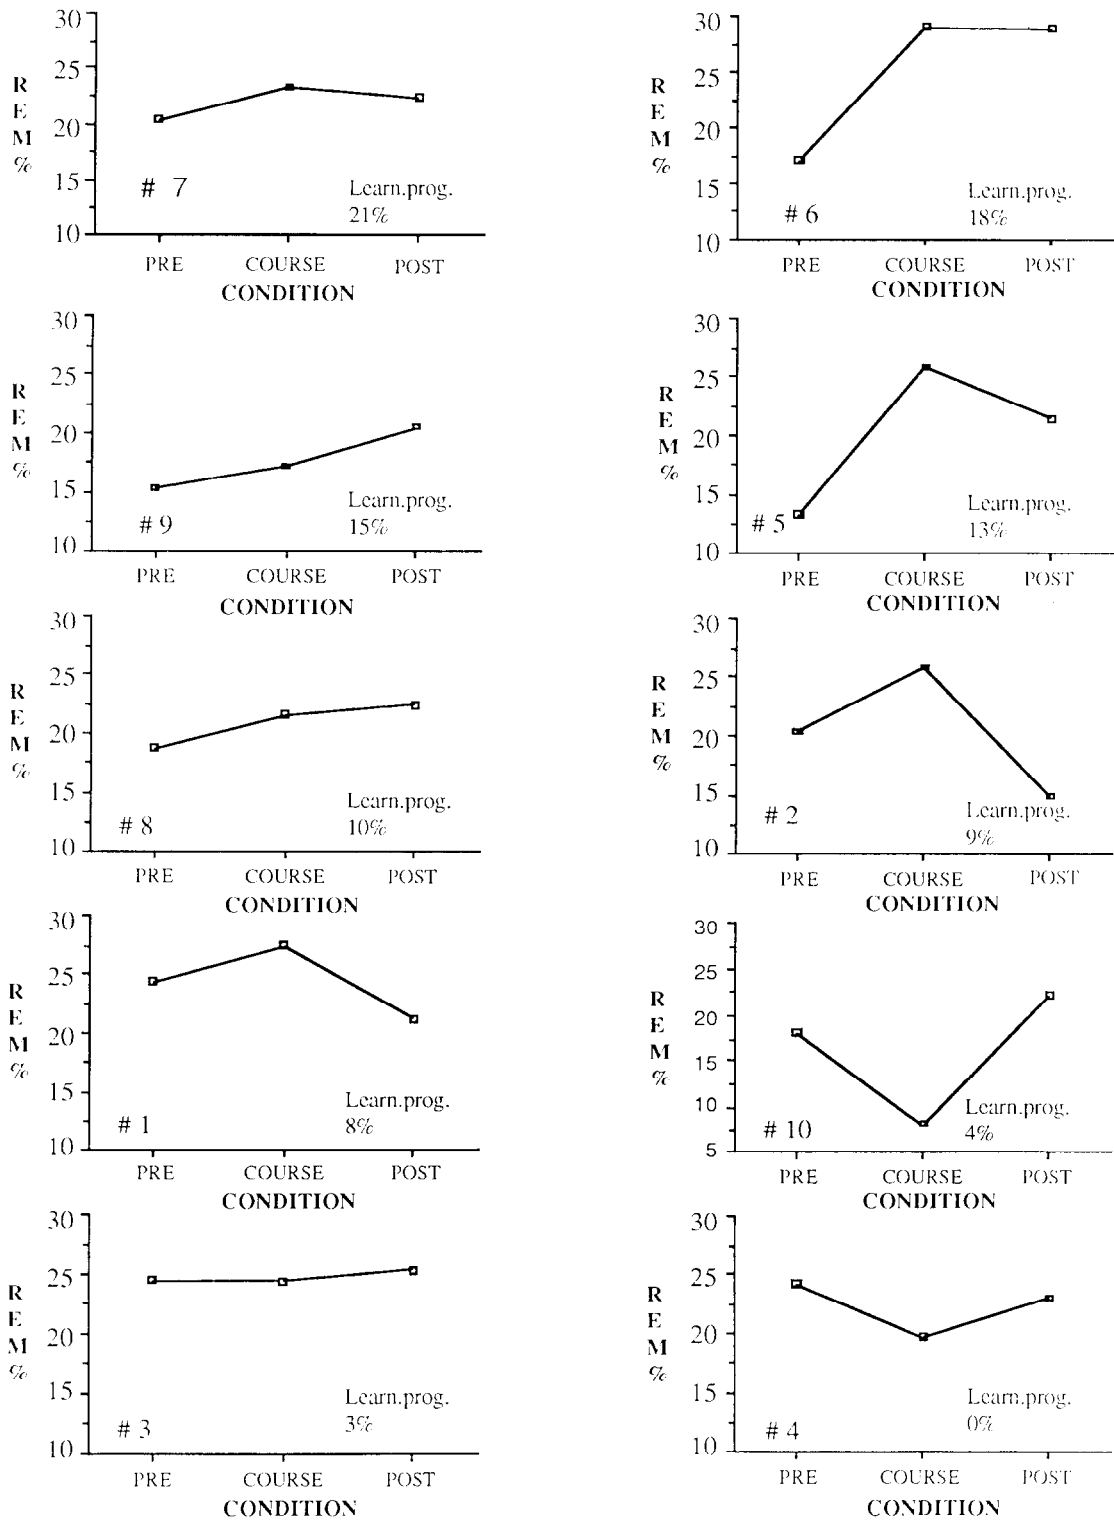 30
25
20
15
10
R
E
M
%
# 7
Learn.prog.
21%
PRE COURSE POST
CONDITION
30
25
20
15
10
R
E
M
%
# 6
Learn.prog.
18%
PRE COURSE POST
CONDITION
30
25
20
15
10
R
E
M
%
# 9
Learn.prog.
15%
PRE COURSE POST
CONDITION
30
25
20
15
10
R
E
M
%
# 5
Learn.prog.
13%
PRE COURSE POST
CONDITION
30
25
20
15
10
R
E
M
%
# 8
Learn.prog.
10%
PRE COURSE POST
CONDITION
30
25
20
15
10
R
E
M
%
# 2
Learn.prog.
9%
PRE COURSE POST
CONDITION
30
25
20
15
10
R
E
M
%
# 1
Learn.prog.
8%
PRE COURSE POST
CONDITION
30
25
20
15
10
5
R
E
M
%
# 10
Learn.prog.
4%
PRE COURSE POST
CONDITION
30
25
20
15
10
R
E
M
%
# 3
Learn.prog.
3%
PRE COURSE POST
CONDITION
30
25
20
15
10
R
E
M
%
# 4
Learn.prog.
0%
PRE COURSE POST
CONDITION